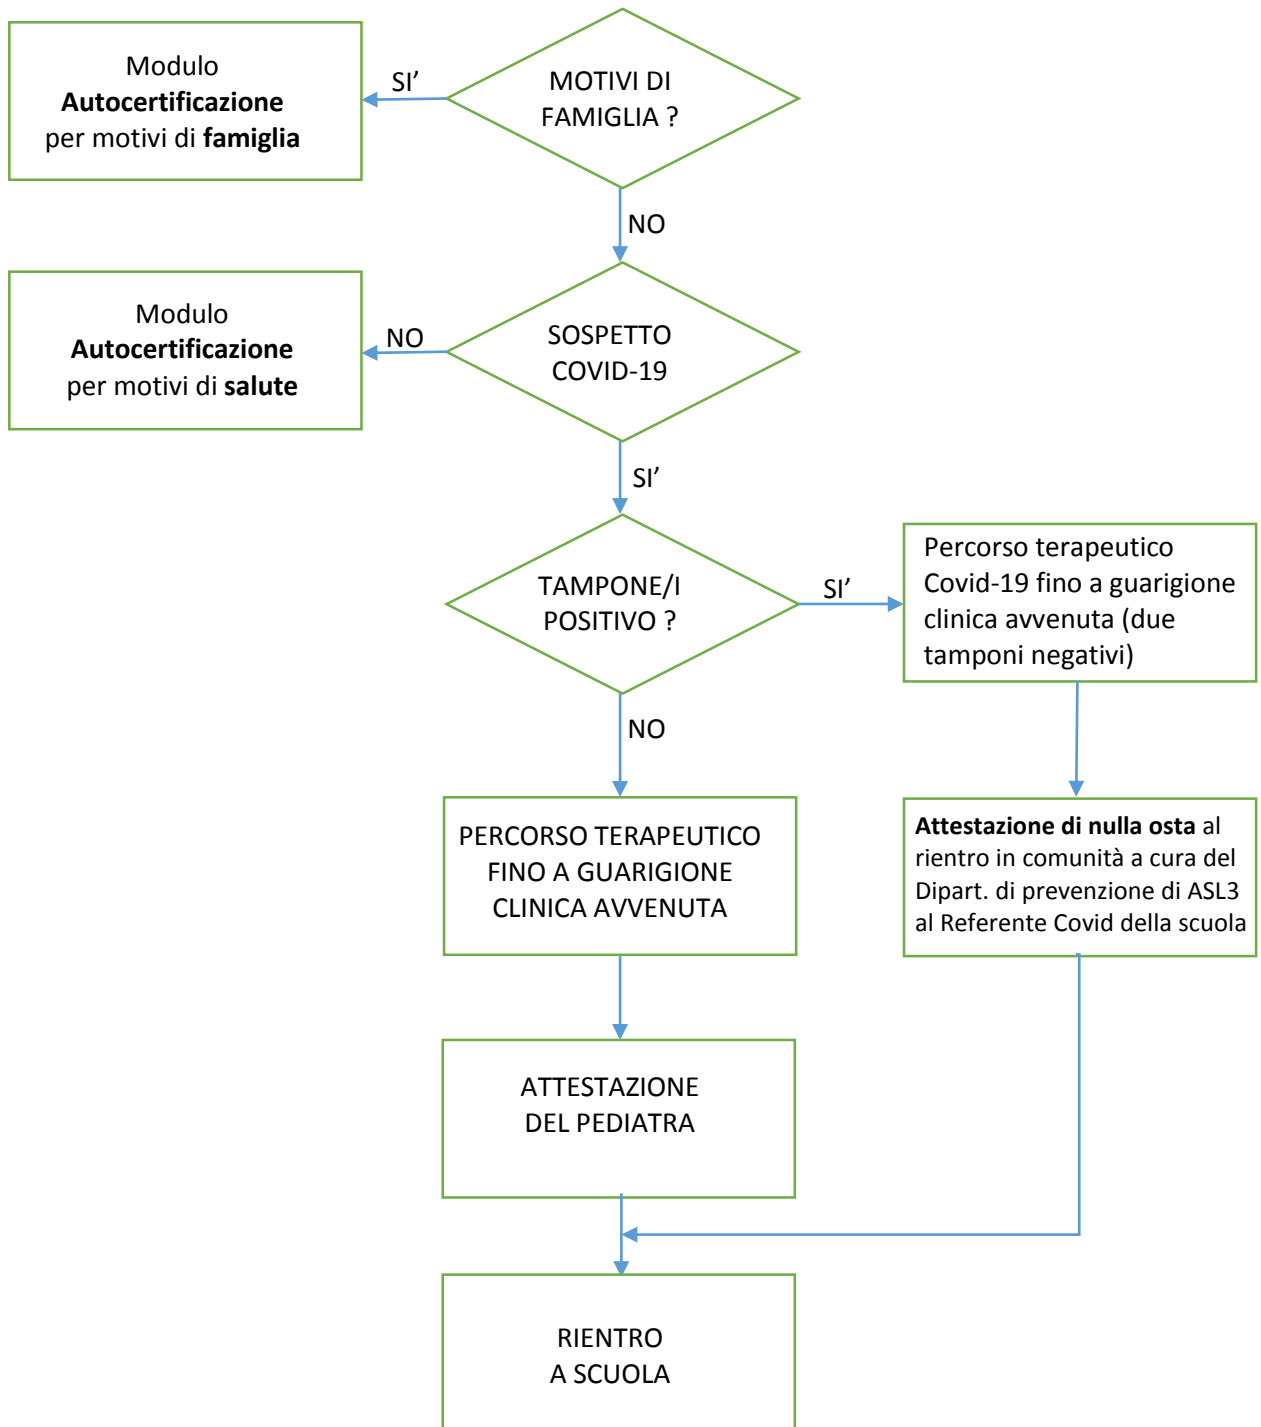 Modulo
Autocertificazione
per motivi di famiglia
SI’
MOTIVI DI
FAMIGLIA ?
NO
Modulo
Autocertificazione
per motivi di salute
NO
SOSPETTO
COVID-19
SI’
TAMPONE/I
POSITIVO ?
SI’
Percorso terapeutico
Covid-19 fino a guarigione
clinica avvenuta (due
tamponi negativi)
NO
PERCORSO TERAPEUTICO
FINO A GUARIGIONE
CLINICA AVVENUTA
Attestazione di nulla osta al
rientro in comunità a cura del
Dipart. di prevenzione di ASL3
al Referente Covid della scuola
ATTESTAZIONE
DEL PEDIATRA
RIENTRO
A SCUOLA